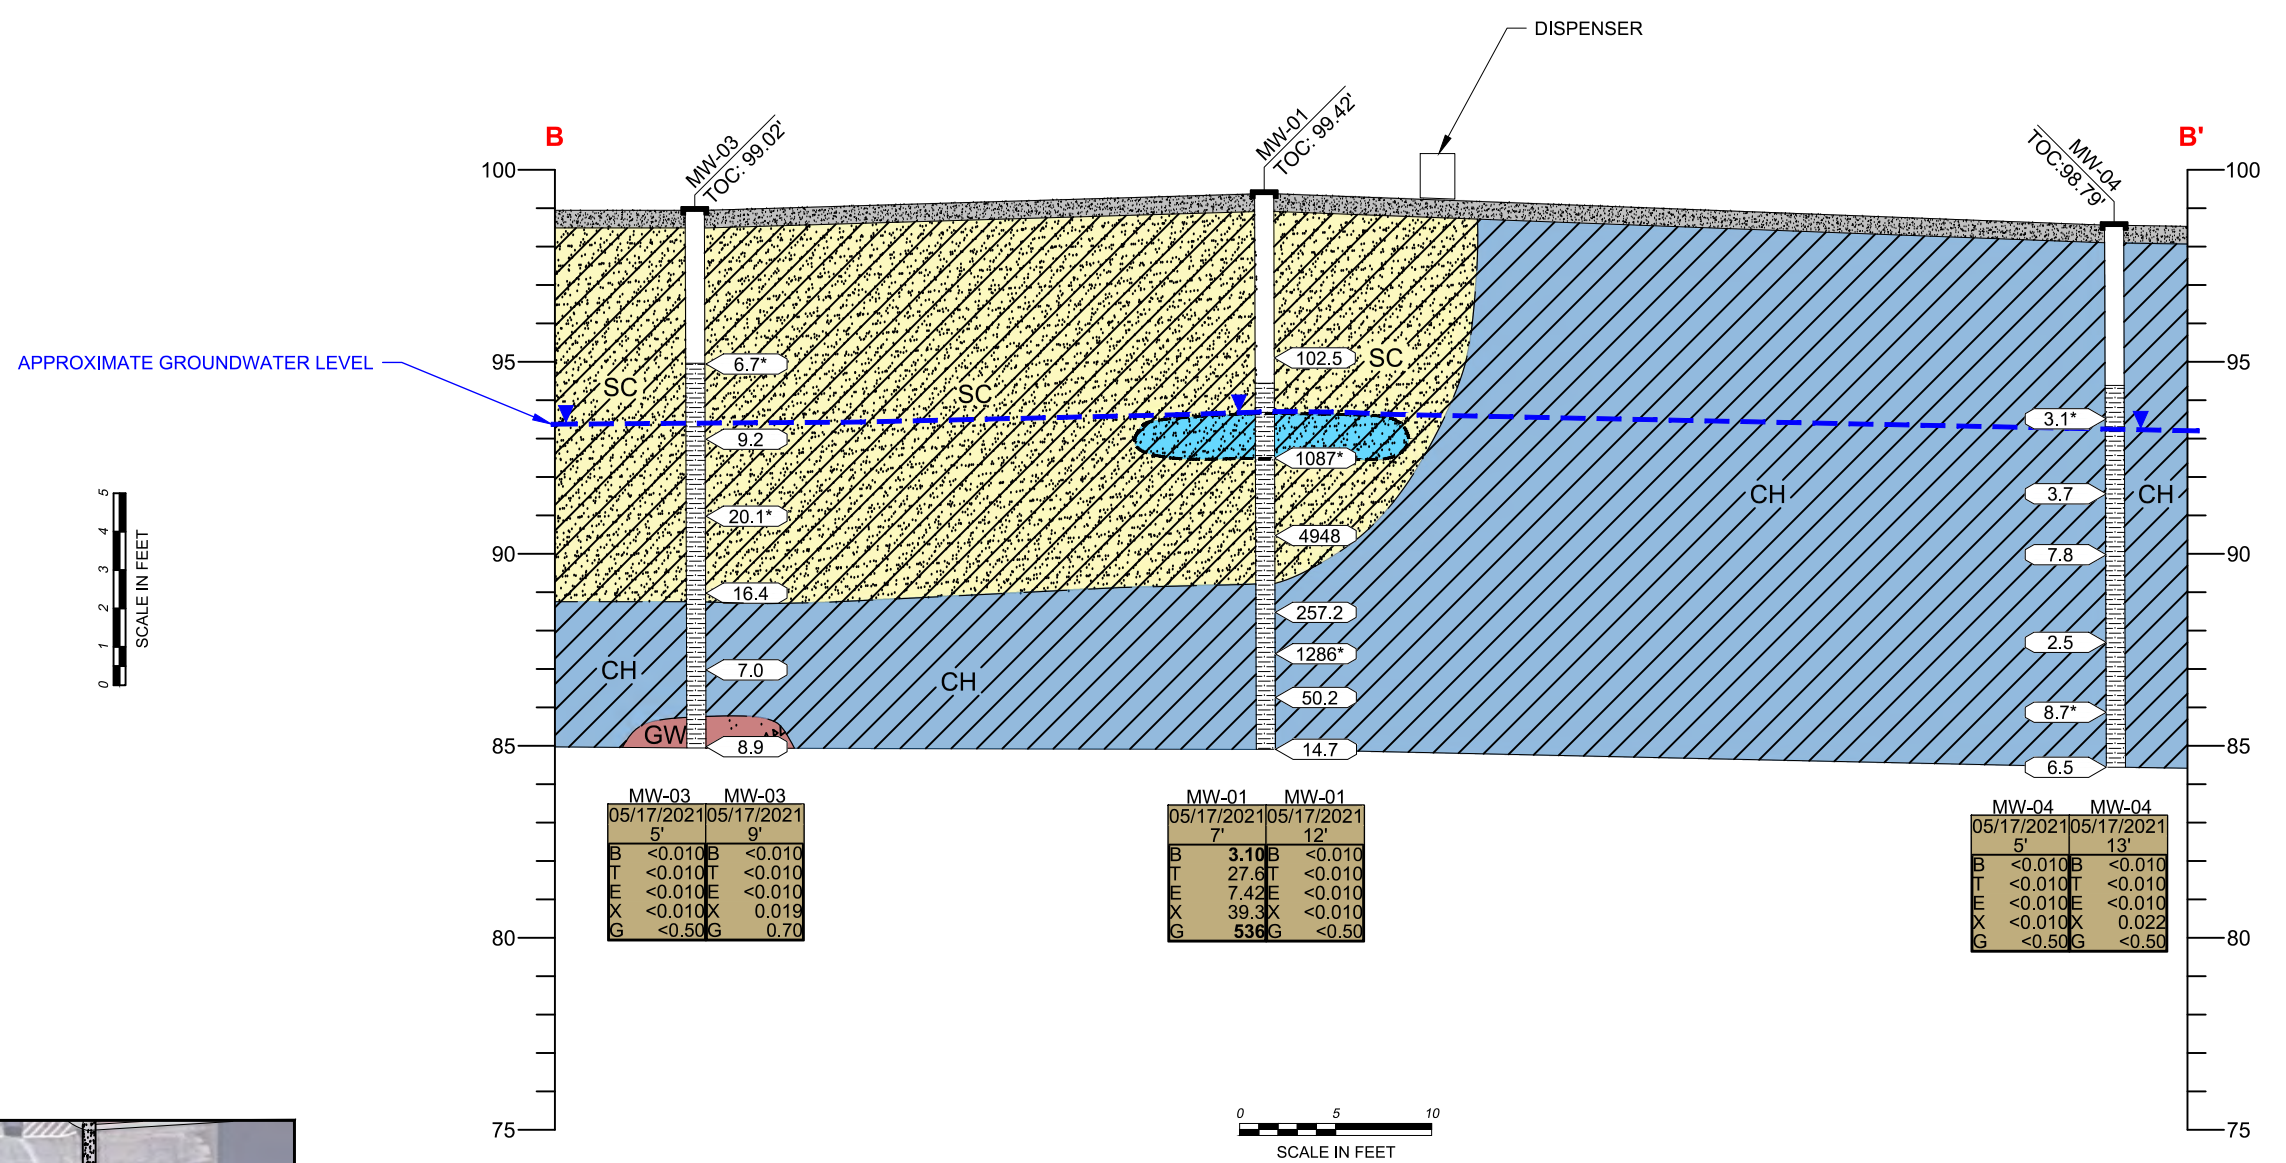 DISPENSER
B
B'
MW-03
TOC: 99.02'
MW-01
TOC: 99.42'
MW-04
TOC:98.79'
100
100
APPROXIMATE GROUNDWATER LEVEL
95
95
6.7*
102.5
SC
SC
SC
3.1*
9.2
1087*
3.7
CH
CH
20.1*
4948
90
7.8
90
16.4
257.2
2.5
1286*
CH
7.0
CH
50.2
8.7*
GW
8.9
85
14.7
85
6.5
5
4
3
2
1
0
SCALE IN FEET
MW-03 MW-03
05/17/2021 05/17/2021
5' 9'
B <0.010 B <0.010
T <0.010 T <0.010
E <0.010 E <0.010
X <0.010 X 0.019
G <0.50 G 0.70
MW-01 MW-01
05/17/2021 05/17/2021
7' 12'
B 3.10 B <0.010
T 27.6 T <0.010
E 7.42 E <0.010
X 39.3 X <0.010
G 536 G <0.50
MW-04 MW-04
05/17/2021 05/17/2021
5' 13'
B <0.010 B <0.010
T <0.010 T <0.010
E <0.010 E <0.010
X <0.010 X 0.022
G <0.50 G <0.50
80
80
75
75
0 5 10
SCALE IN FEET